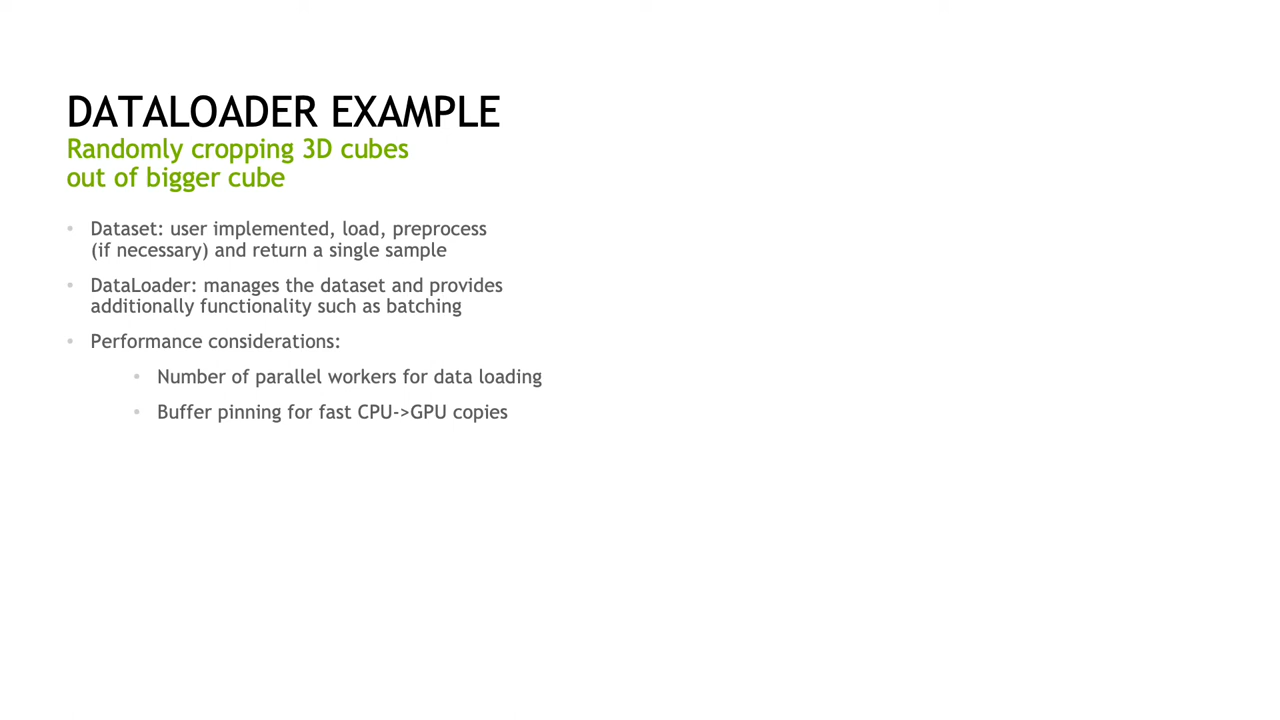 DATALOADER EXAMPLE
Randomly cropping 3D cubes
out of bigger cube
• Dataset: user implemented, load, preprocess
(if necessary) and return a single sample
• DataLoader: manages the dataset and provides
additionally functionality such as batching
• Performance considerations:
• Number of parallel workers for data loading
• Buffer pinning for fast CPU->GPU copies